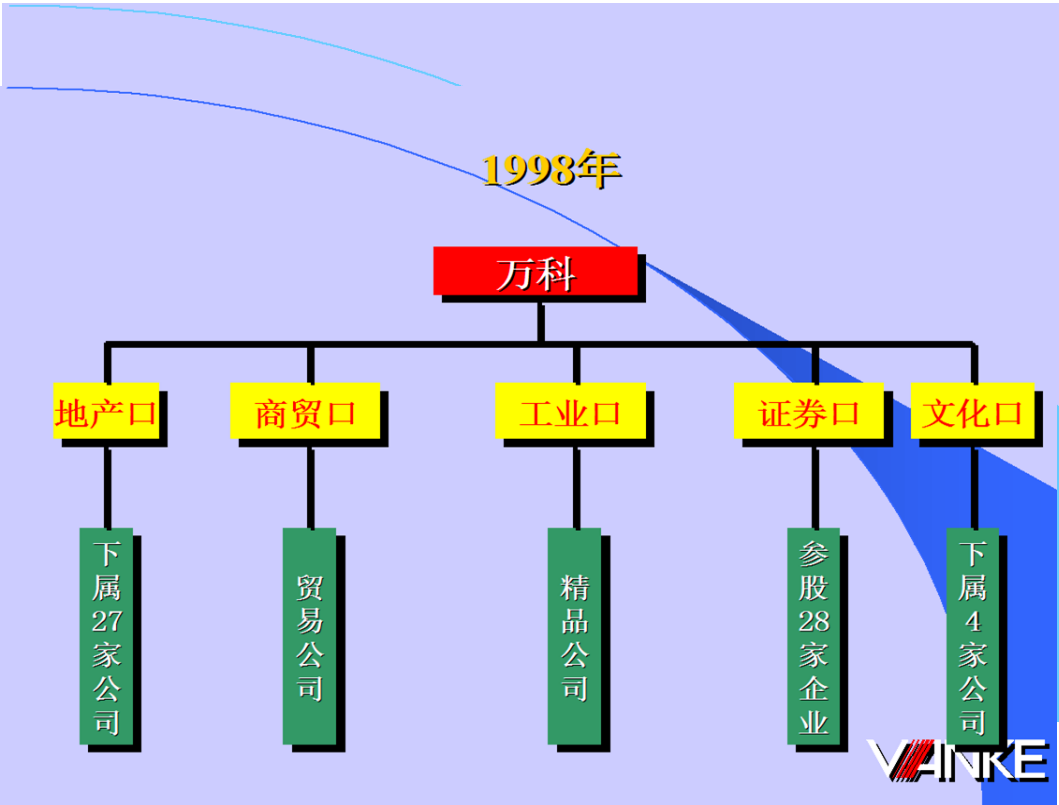 1998年
万科
地产口
商贸口
工业口
证券口
文化口
下属27家公司
贸易公司
精品公司
参股28家企业
下属4家公司
VANKE